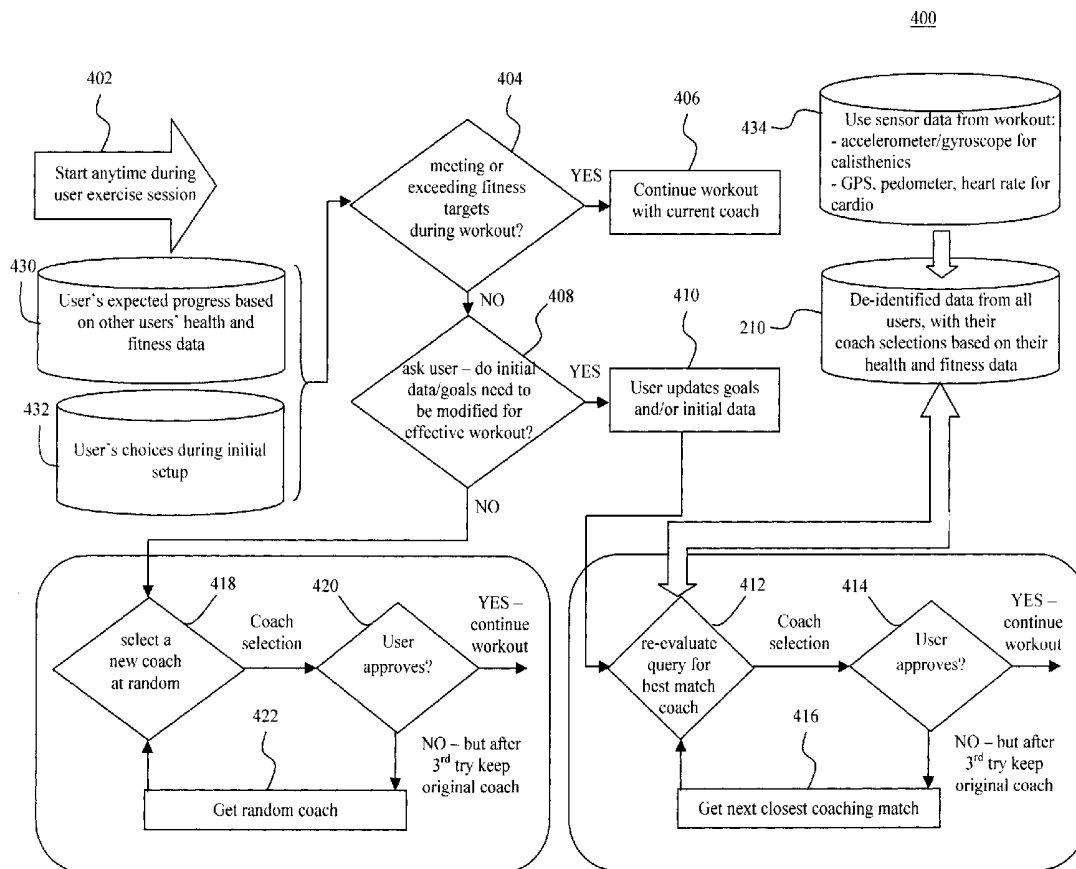 400
402
Start anytime during
user exercise session
404
meeting or
exceeding fitness
targets
during workout?
YES
406
Continue workout
with current coach
434
Use sensor data from workout:
- accelerometer/gyroscope for
calisthenics
- GPS, pedometer, heart rate for
cardio
430
User's expected progress based
on other users' health and
fitness data
432
User's choices during initial
setup
NO
408
ask user – do initial
data/goals need to
be modified for
effective workout?
YES
410
User updates goals
and/or initial data
210
De-identified data from all
users, with their
coach selections based on their
health and fitness data
NO
418
select a
new coach
at random
Coach
selection
420
User
approves?
YES –
continue
workout
422
NO – but after
3rd try keep
original coach
Get random coach
412
re-evaluate
query for
best match
coach
Coach
selection
414
User
approves?
YES –
continue
workout
416
NO – but after
3rd try keep
original coach
Get next closest coaching match